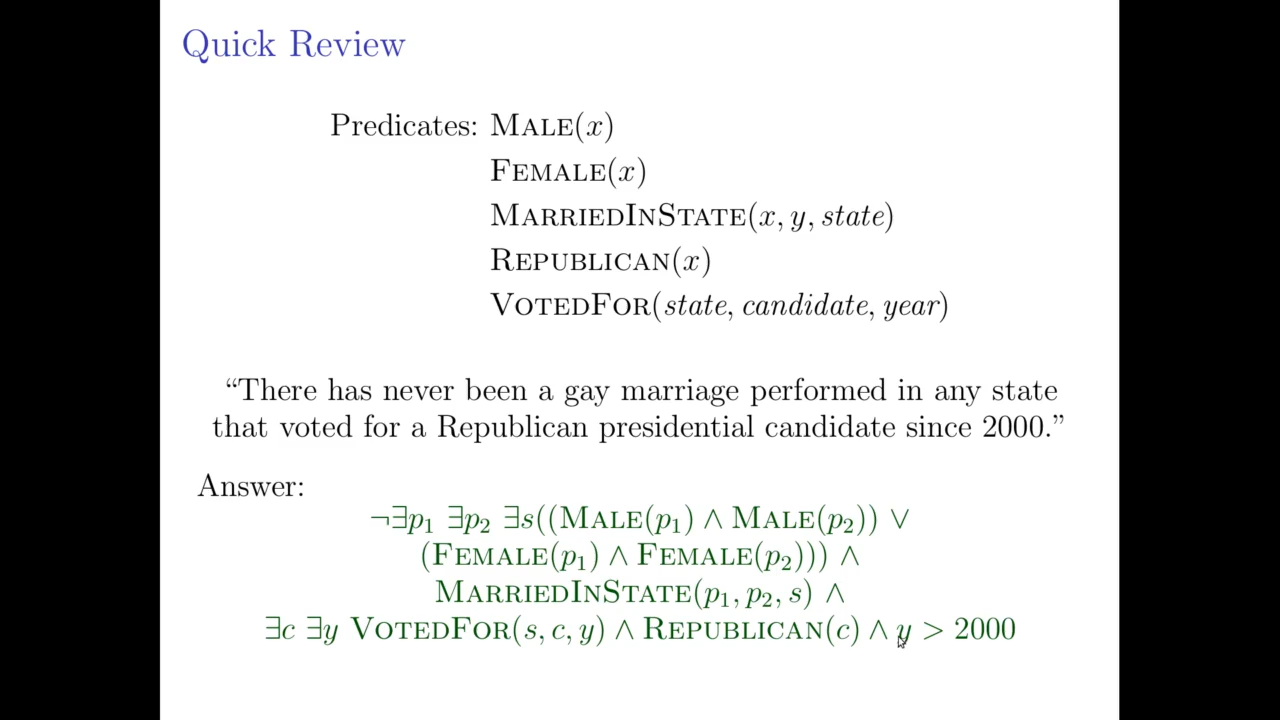 Quick Review
Predicates: MALE(x)
FEMALE(x)
MARRIEDINSTATE(x, y, state)
REPUBLICAN(x)
VOTEDFOR(state, candidate, year)
“There has never been a gay marriage performed in any state
that voted for a Republican presidential candidate since 2000.”
Answer:
¬∃p₁ ∃p₂ ∃s((MALE(p₁) ∧ MALE(p₂)) ∨
(FEMALE(p₁) ∧ FEMALE(p₂))) ∧
MARRIEDINSTATE(p₁, p₂, s) ∧
∃c ∃y VOTEDFOR(s, c, y) ∧ REPUBLICAN(c) ∧ y > 2000